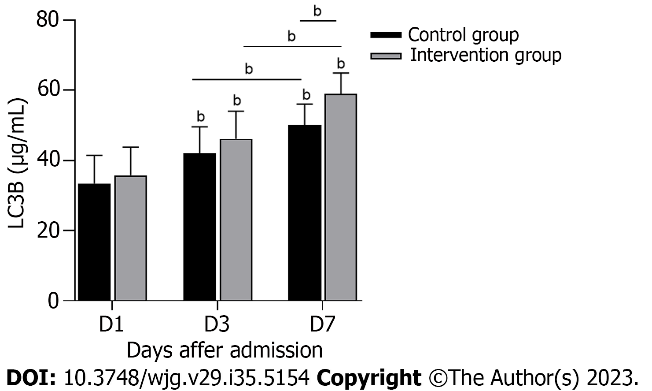 b
80
b
Control group
Intervention group
b
b
60
b
b
b
LC3B (μg/mL)
40
20
0
D1 D3 D7
Days affer admission
DOI: 10.3748/wjg.v29.i35.5154 Copyright ©The Author(s) 2023.